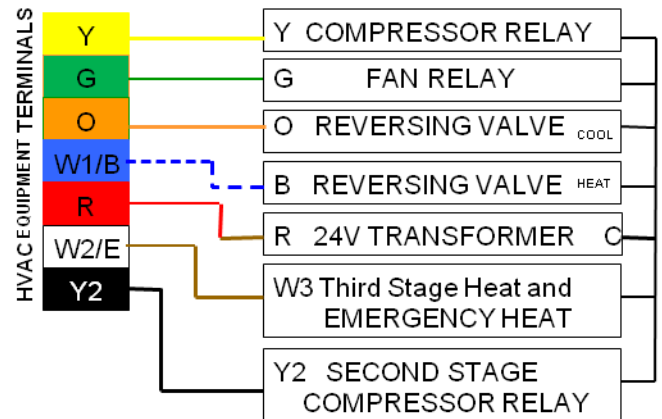 HVAC EQUIPMENT TERMINALS
Y
G
O
W1/B
R
W2/E
Y2
Y COMPRESSOR RELAY
G FAN RELAY
O REVERSING VALVE COOL
B REVERSING VALVE HEAT
R 24V TRANSFORMER C
W3 Third Stage Heat and
EMERGENCY HEAT
Y2 SECOND STAGE
COMPRESSOR RELAY